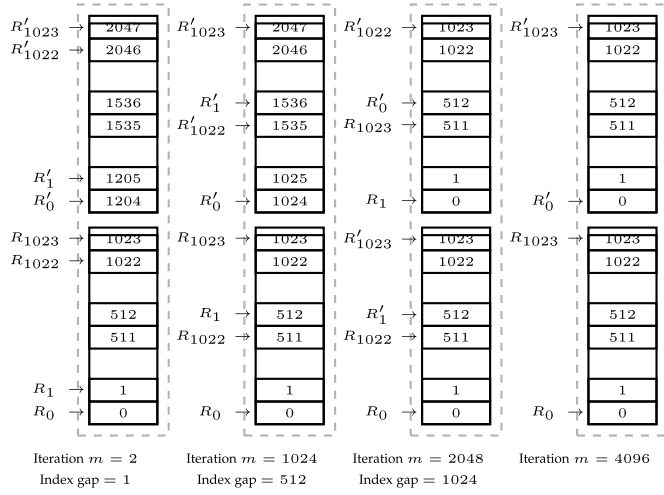 R′₁₀₂₃ → 2047 R′₁₀₂₃ → 2047 R′₁₀₂₂ → 1023 R′₁₀₂₃ → 1023
R′₁₀₂₂ → 2046 2046 1022 1022
1536 R′₁ → 1536 R′₀ → 512 512
1535 R′₁₀₂₂ → 1535 R₁₀₂₃ → 511 511
R′₁ → 1205 1025 1 1
R′₀ → 1204 R′₀ → 1024 R₁ → 0 R′₀ → 0
R₁₀₂₃ → 1023 R₁₀₂₃ → 1023 R′₁₀₂₃ → 1023 R₁₀₂₃ → 1023
R₁₀₂₂ → 1022 1022 1022 1022
512 R₁ → 512 R′₁ → 512 512
511 R₁₀₂₂ → 511 R₁₀₂₂ → 511 511
R₁ → 1 1 1 1
R₀ → 0 R₀ → 0 R₀ → 0 R₀ → 0
Iteration m = 2 Iteration m = 1024 Iteration m = 2048 Iteration m = 4096
Index gap = 1 Index gap = 512 Index gap = 1024